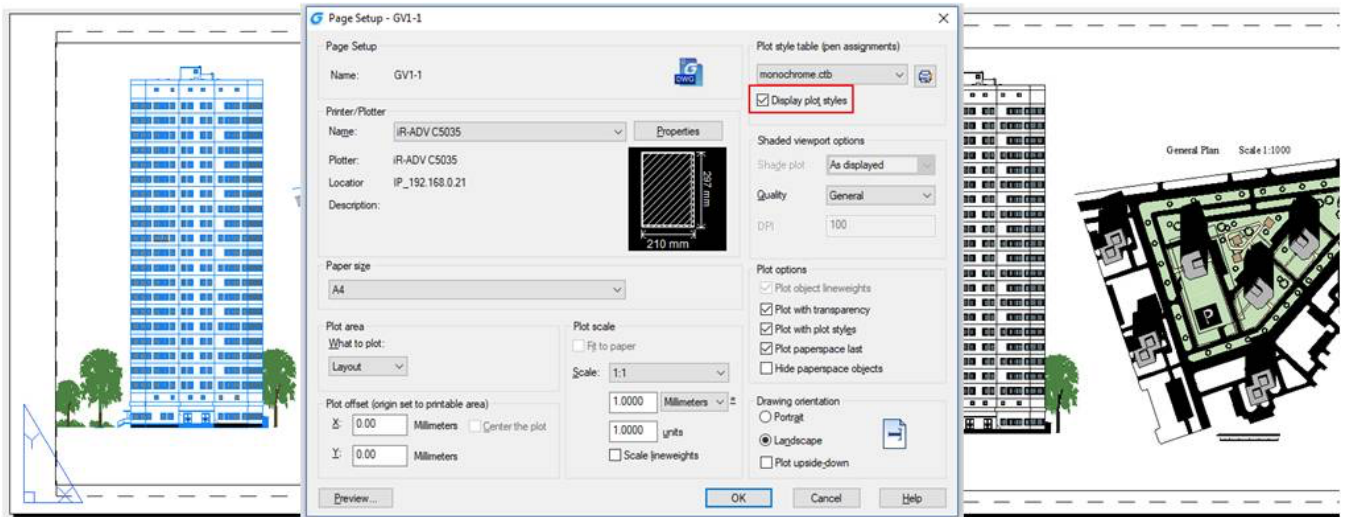 Page Setup - GV1-1
Page Setup
Name: GV1-1
DWG
Printer/Plotter
Name: iR-ADV C5035
Properties
Plotter: iR-ADV C5035
Locatior IP_192.168.0.21
Description:
297 mm
210 mm
Paper size
A4
Plot area
What to plot:
Layout
Plot offset (origin set to printable area)
X: 0.00 Millimeters Center the plot
Y: 0.00 Millimeters
Plot scale
Fit to paper
Scale: 1:1
1.0000 Millimeters =
1.0000 units
Scale lineweights
Plot style table (pen assignments)
monochrome.ctb
Display plot styles
Shaded viewport options
Shade plot As displayed
Quality General
DPI 100
Plot options
Plot object lineweights
Plot with transparency
Plot with plot styles
Plot paperspace last
Hide paperspace objects
Drawing orientation
Portrait
Landscape
Plot upside-down
Preview...
OK Cancel Help
General Plan Scale 1:1000
P
Y
X